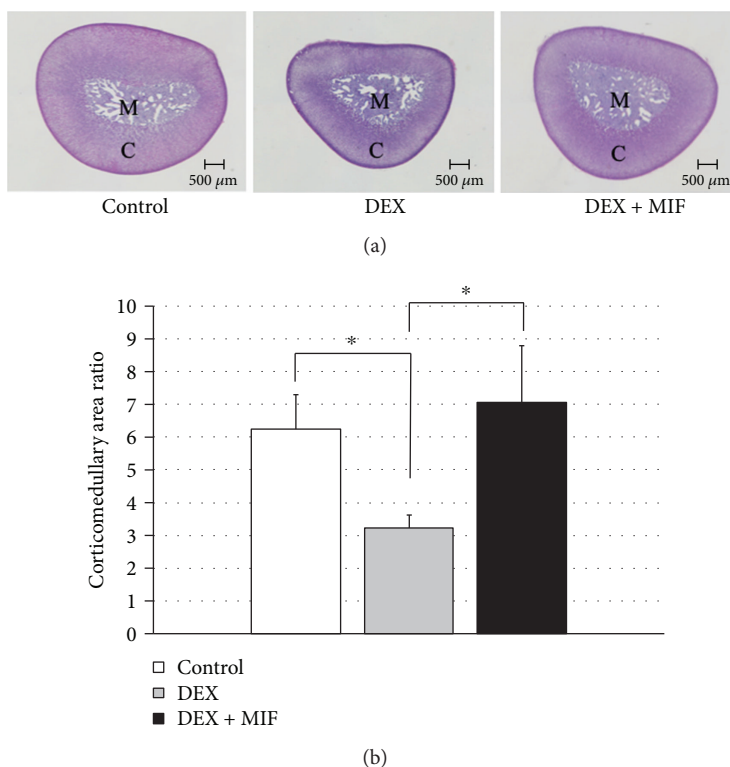 M
C
500 μm
M
C
500 μm
M
C
500 μm
Control
DEX
DEX + MIF
(a)
10
9
8
7
6
5
4
3
2
1
0
Corticomedullary area ratio
*
*
Control
DEX
DEX + MIF
(b)